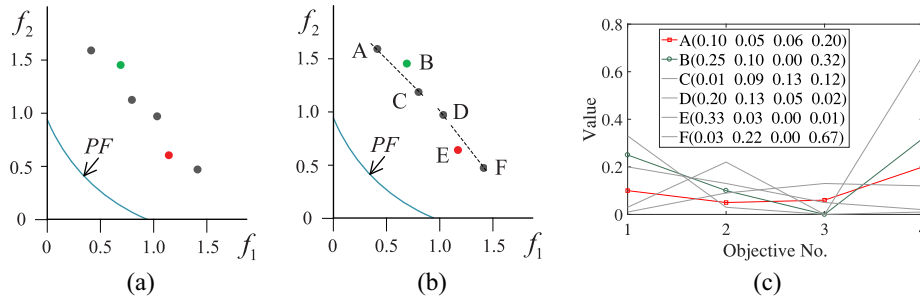 f2
1.5
1.0
0.5
0
PF
0
0.5
1.0
1.5
f1
(a)
f2
1.5
1.0
0.5
0
A
B
C
D
E
F
PF
0
0.5
1.0
1.5
f1
(b)
Value
0.8
0.6
0.4
0.2
0
A(0.10 0.05 0.06 0.20)
B(0.25 0.10 0.00 0.32)
C(0.01 0.09 0.13 0.12)
D(0.20 0.13 0.05 0.02)
E(0.33 0.03 0.00 0.01)
F(0.03 0.22 0.00 0.67)
1
2
3
Objective No.
(c)